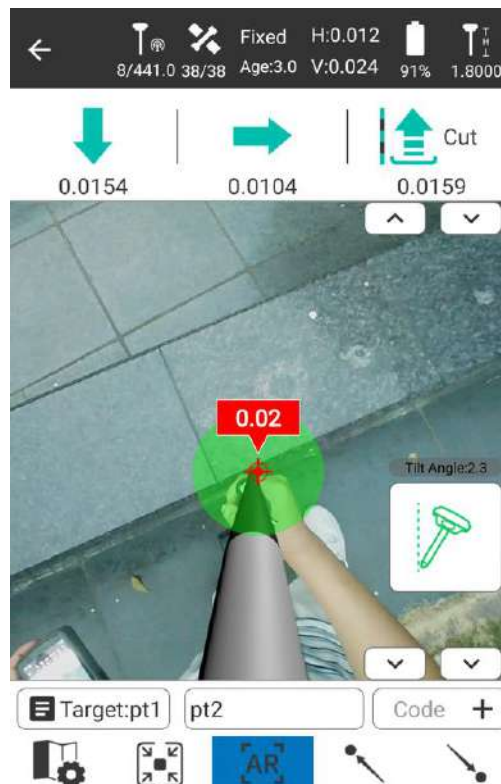 Fixed H:0.012
8/441.0 38/38 Age:3.0 V:0.024 91% 1.8000
Cut
0.0154 0.0104 0.0159
0.02
Tilt Angle:2.3
Target:pt1 pt2 Code +
AR